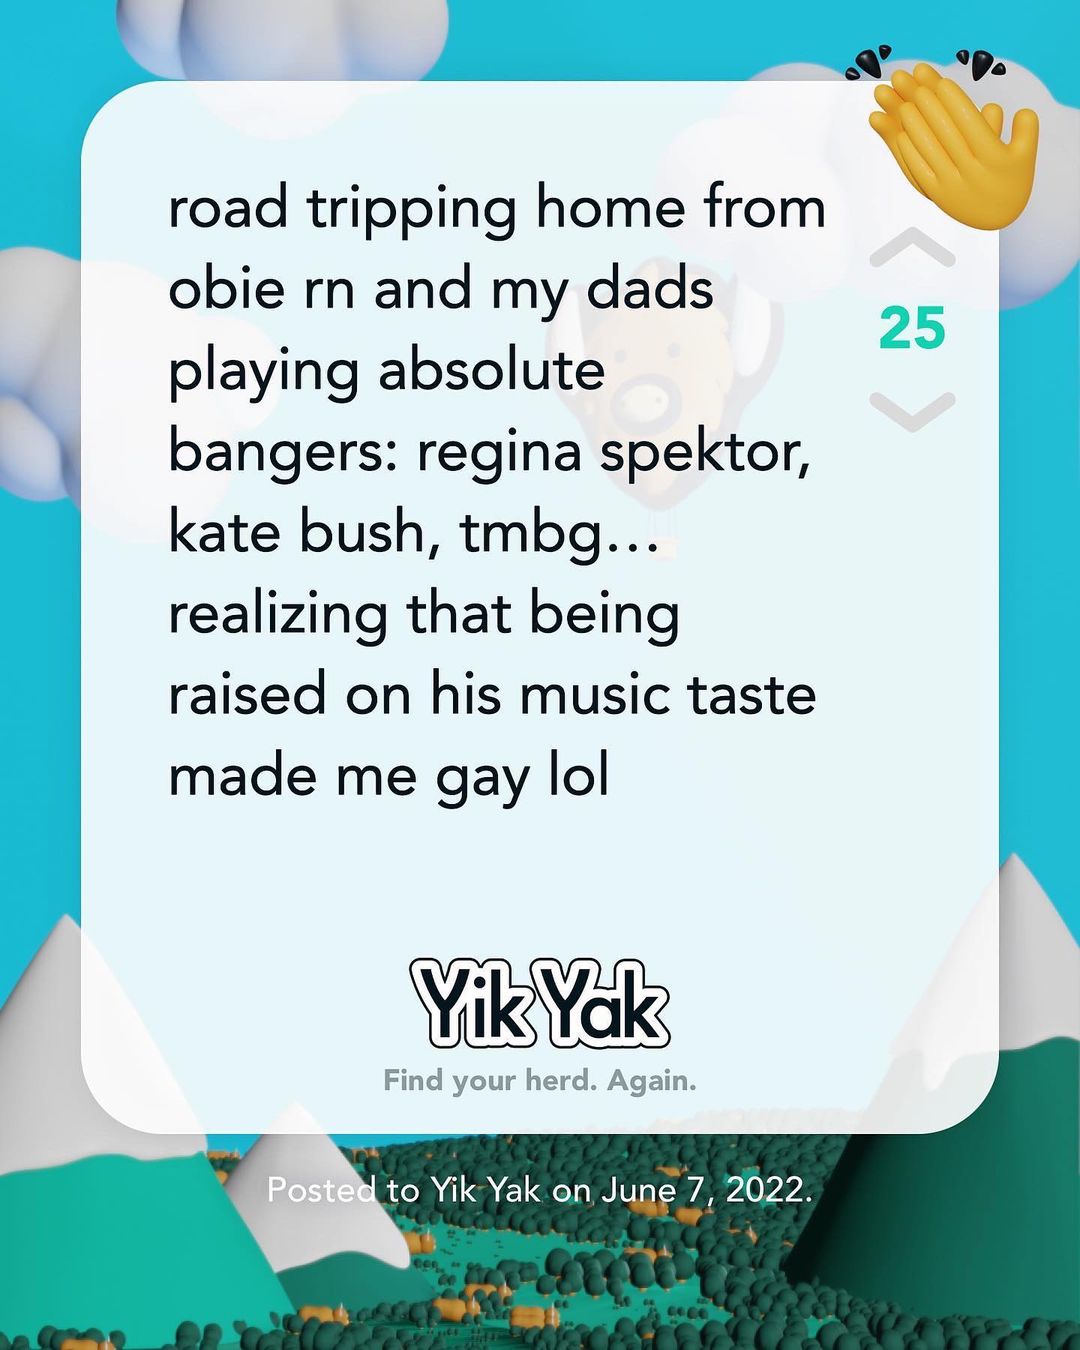 road tripping home from
obie rn and my dads
playing absolute
bangers: regina spektor,
kate bush, tmbg...
realizing that being
raised on his music taste
made me gay lol
25
Yik Yak
Find your herd. Again.
Posted to Yik Yak on June 7, 2022.